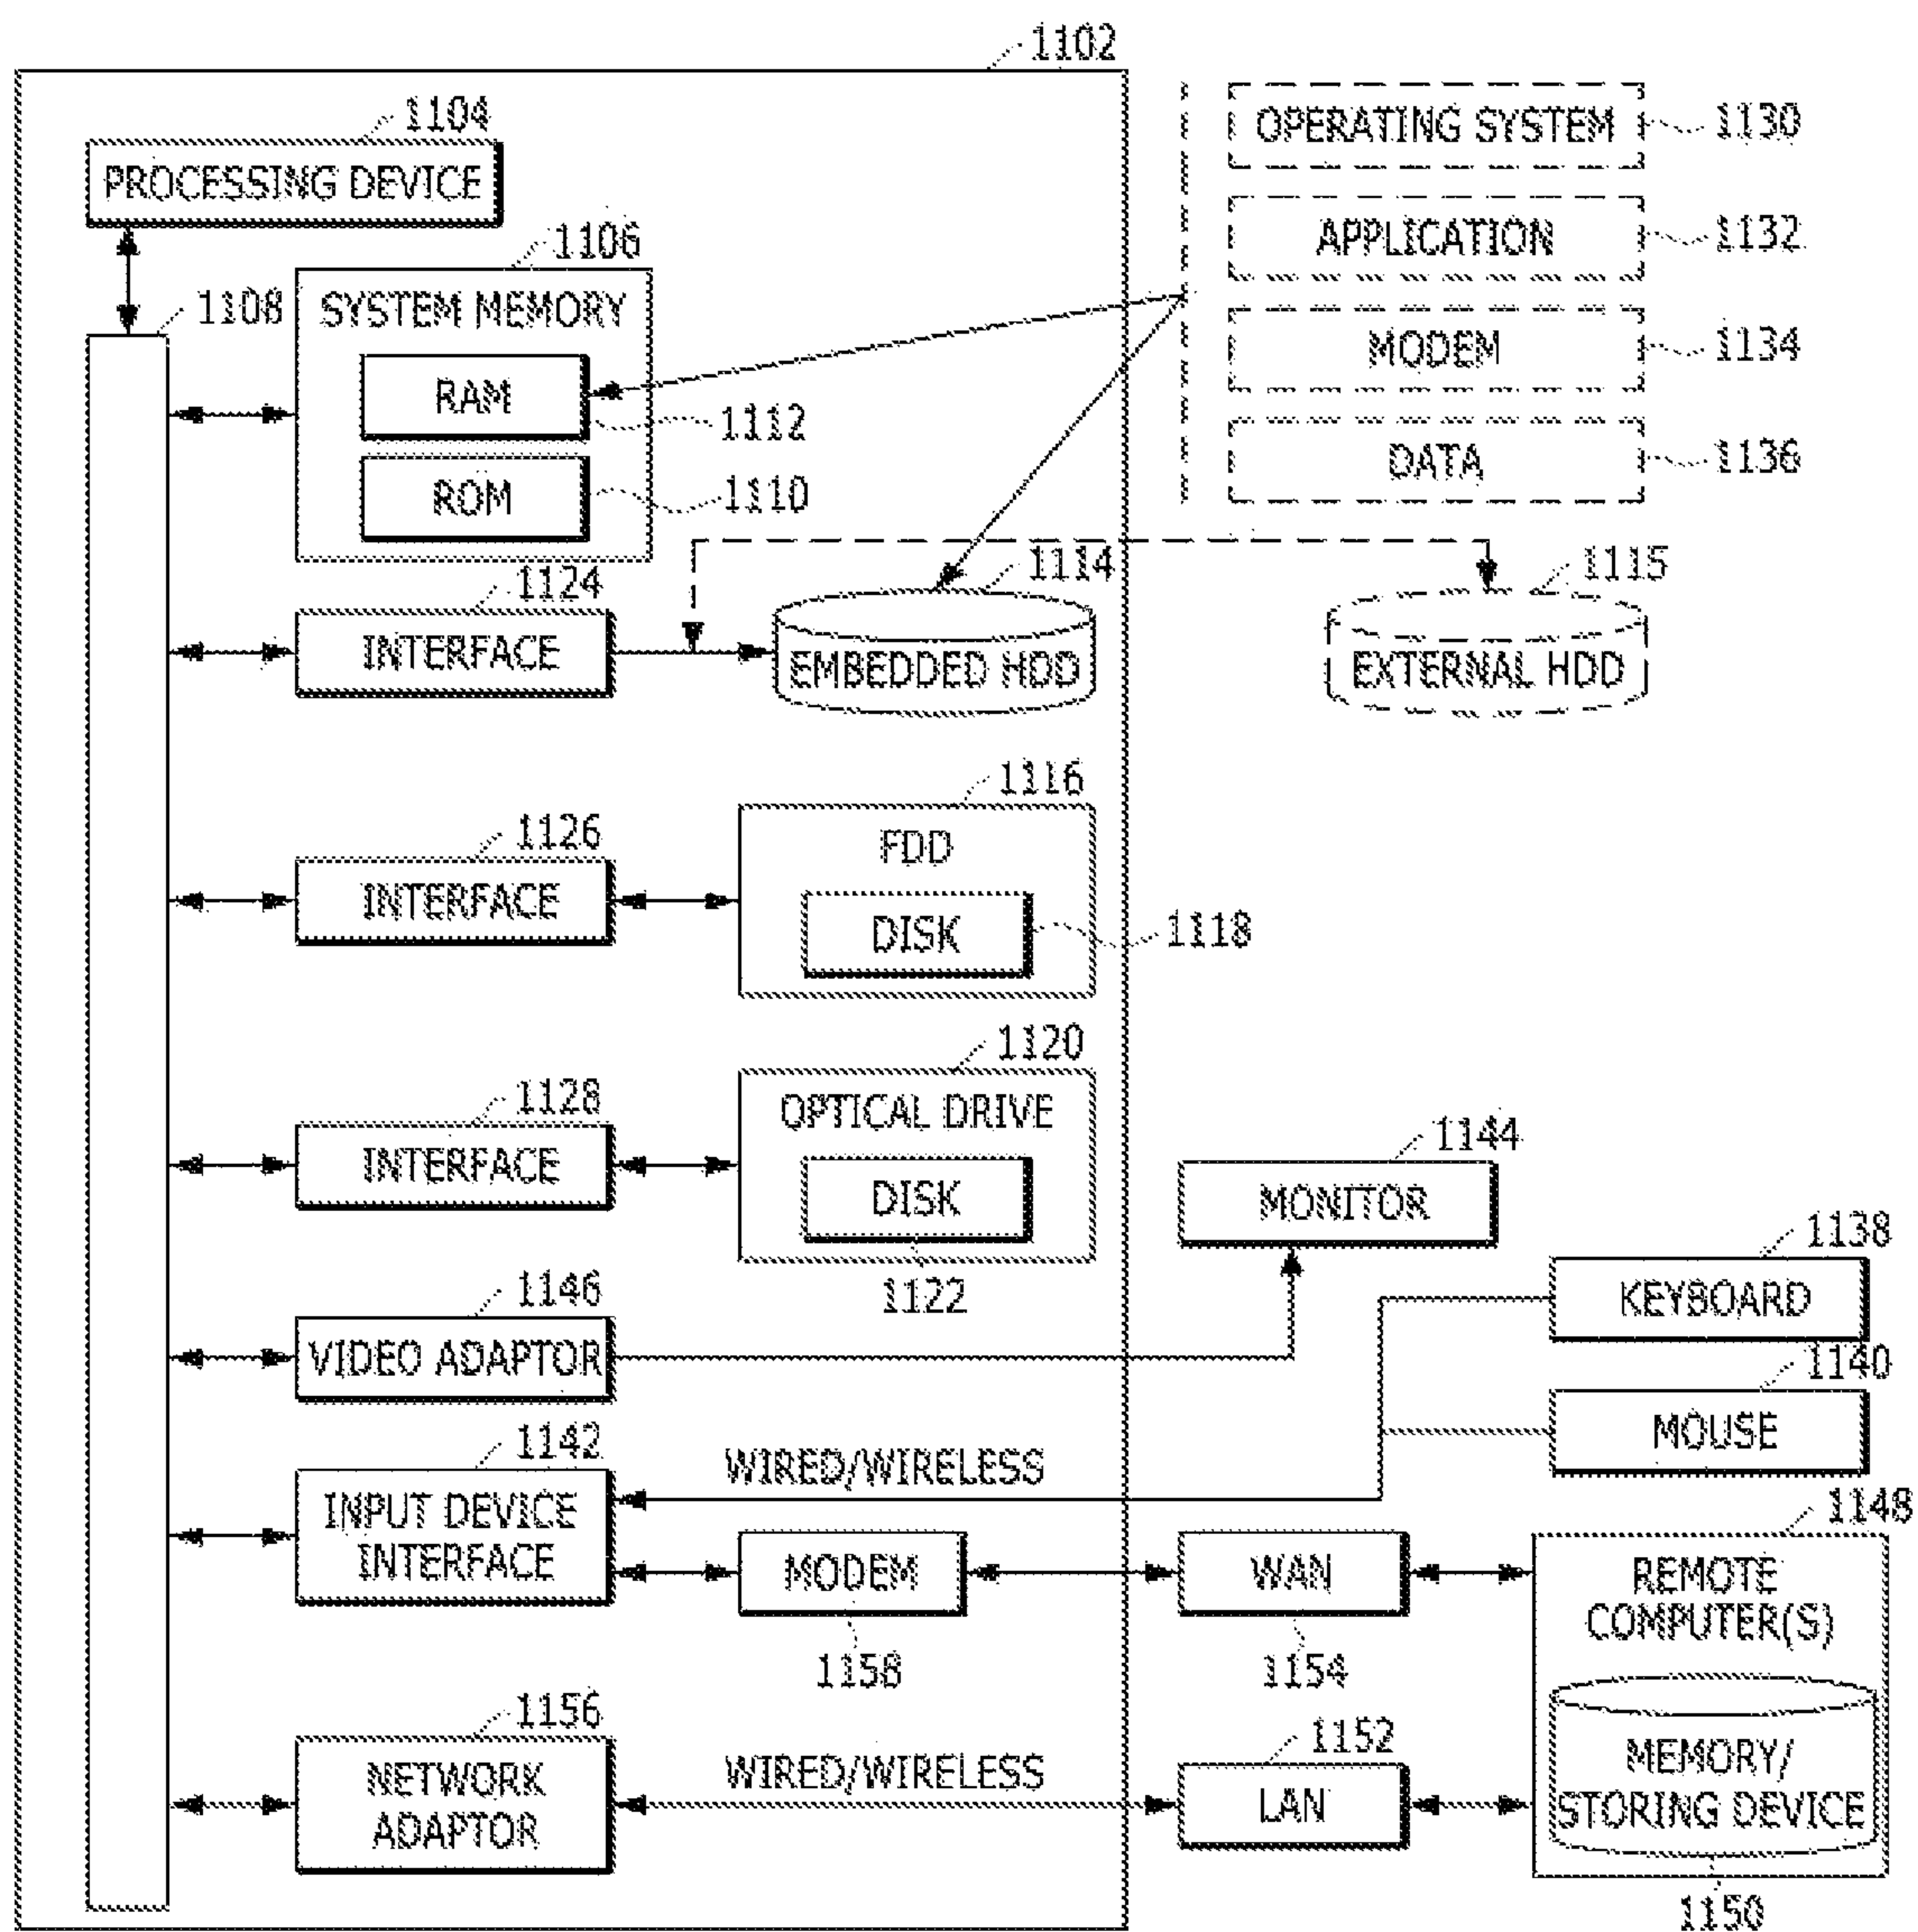 1102
1104
PROCESSING DEVICE
OPERATING SYSTEM
1130
1106
SYSTEM MEMORY
1108
APPLICATION
1132
RAM
1112
MODEM
1134
ROM
1110
DATA
1136
1124
INTERFACE
1114
EMBEDDED HDD
1115
EXTERNAL HDD
1126
INTERFACE
1116
FDD
DISK
1118
1128
INTERFACE
1120
OPTICAL DRIVE
DISK
1122
1144
MONITOR
1146
VIDEO ADAPTOR
1138
KEYBOARD
1140
MOUSE
1142
INPUT DEVICE
INTERFACE
WIRED/WIRELESS
MODEM
1158
WAN
1154
1148
REMOTE
COMPUTER(S)
1156
NETWORK
ADAPTOR
WIRED/WIRELESS
1152
LAN
MEMORY/
STORING DEVICE
1150